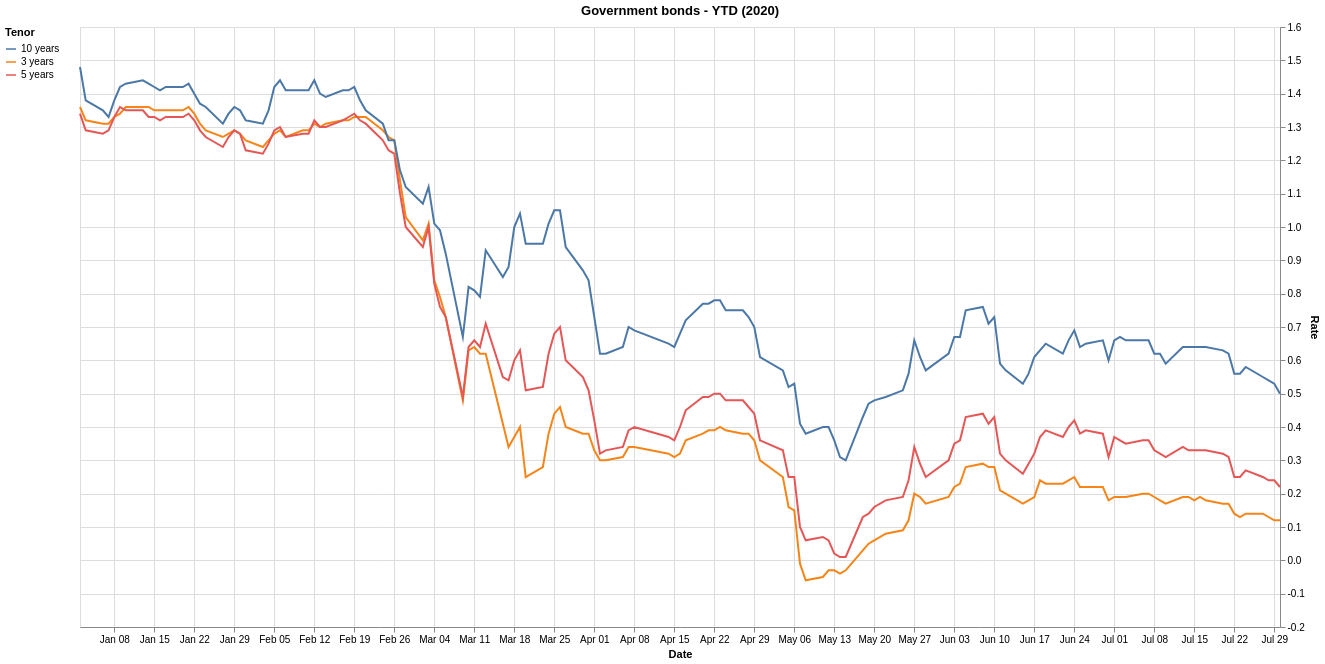 Government bonds - YTD (2020)
Tenor
10 years
3 years
5 years
1.6
1.5
1.4
1.3
1.2
1.1
1.0
0.9
0.8
0.7
0.6
0.5
0.4
0.3
0.2
0.1
0.0
-0.1
-0.2
Rate
Jan 08 Jan 15 Jan 22 Jan 29 Feb 05 Feb 12 Feb 19 Feb 26 Mar 04 Mar 11 Mar 18 Mar 25 Apr 01 Apr 08 Apr 15 Apr 22 Apr 29 May 06 May 13 May 20 May 27 Jun 03 Jun 10 Jun 17 Jun 24 Jul 01 Jul 08 Jul 15 Jul 22 Jul 29
Date